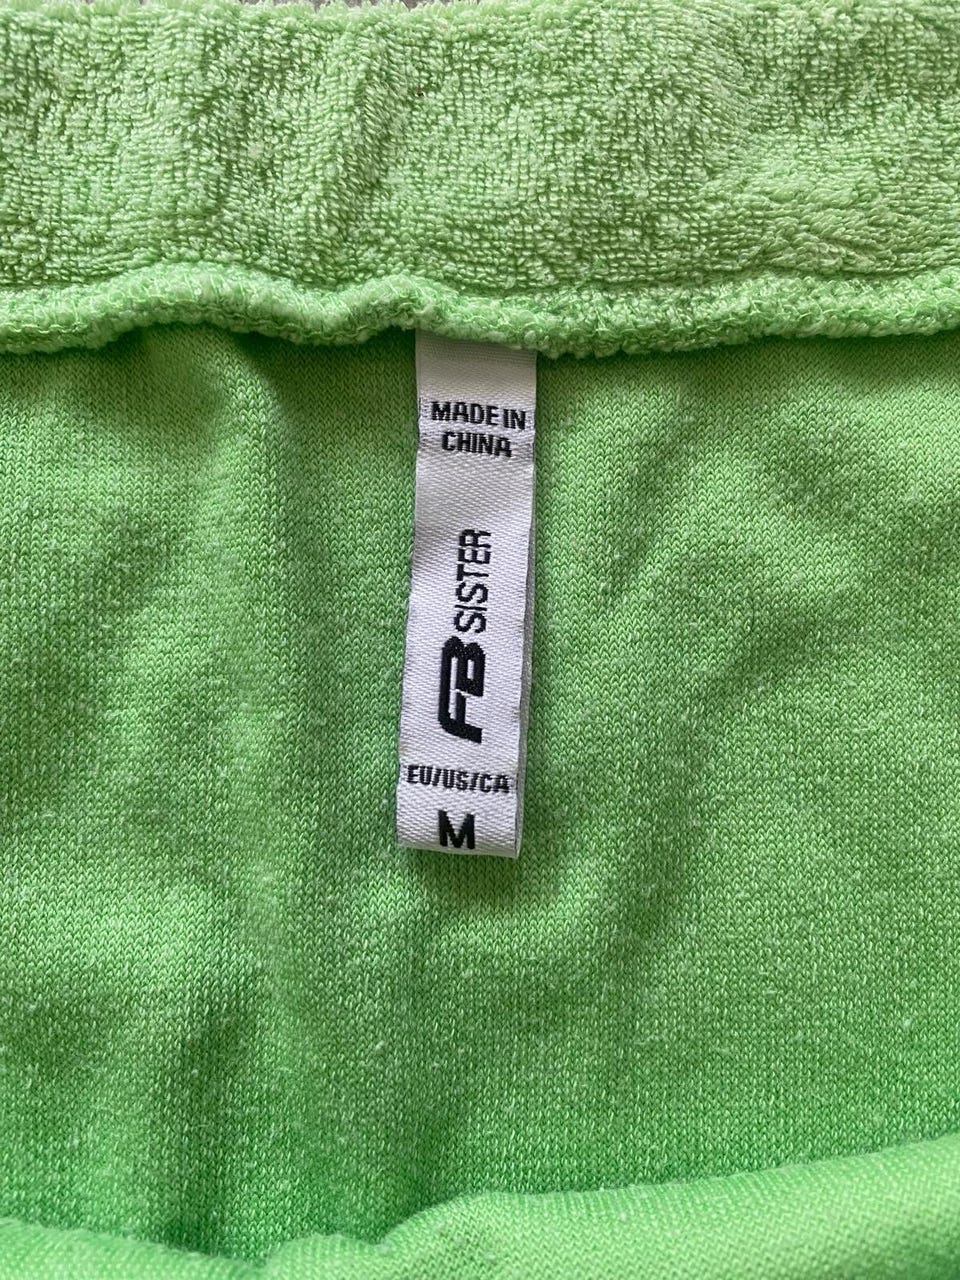 MADE IN
CHINA
FB SISTER
EU/US/CA
M